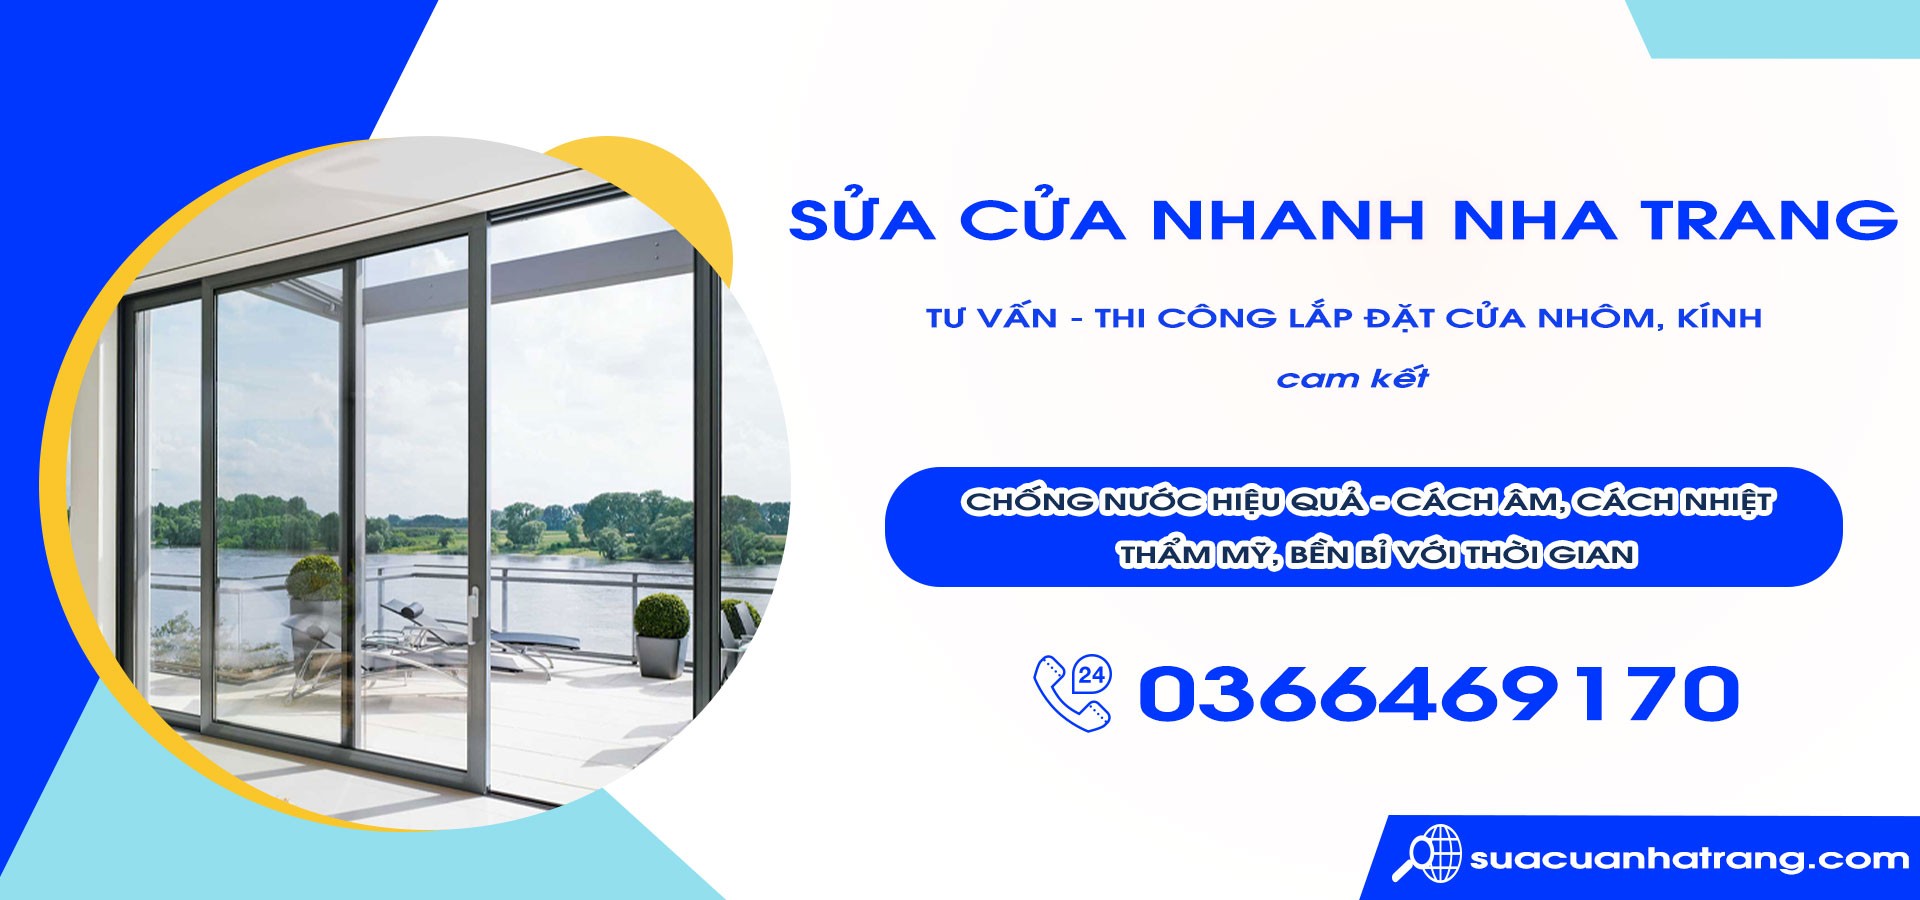 SỬA CỬA NHANH NHA TRANG
TƯ VẤN - THI CÔNG LẮP ĐẶT CỬA NHÔM, KÍNH
cam kết
CHỐNG NƯỚC HIỆU QUẢ - CÁCH ÂM, CÁCH NHIỆT
THẨM MỸ, BỀN BỈ VỚI THỜI GIAN
24
0366469170
suacuanhatrang.com